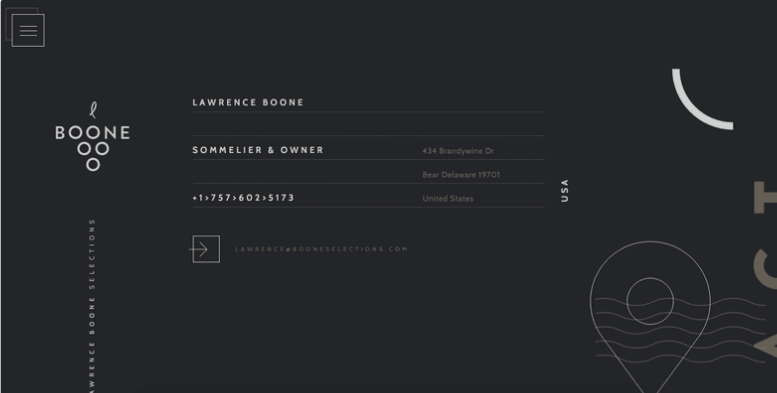 BOONE
LAWRENCE BOONE
SOMMELIER & OWNER
434 Brandywine Dr
Bear Delaware 19701
+1>757>602>5173
United States
USA
LAWRENCE@BOONESSELECTIONS.COM
AWRENCE BOONE SELECTIONS
ACT